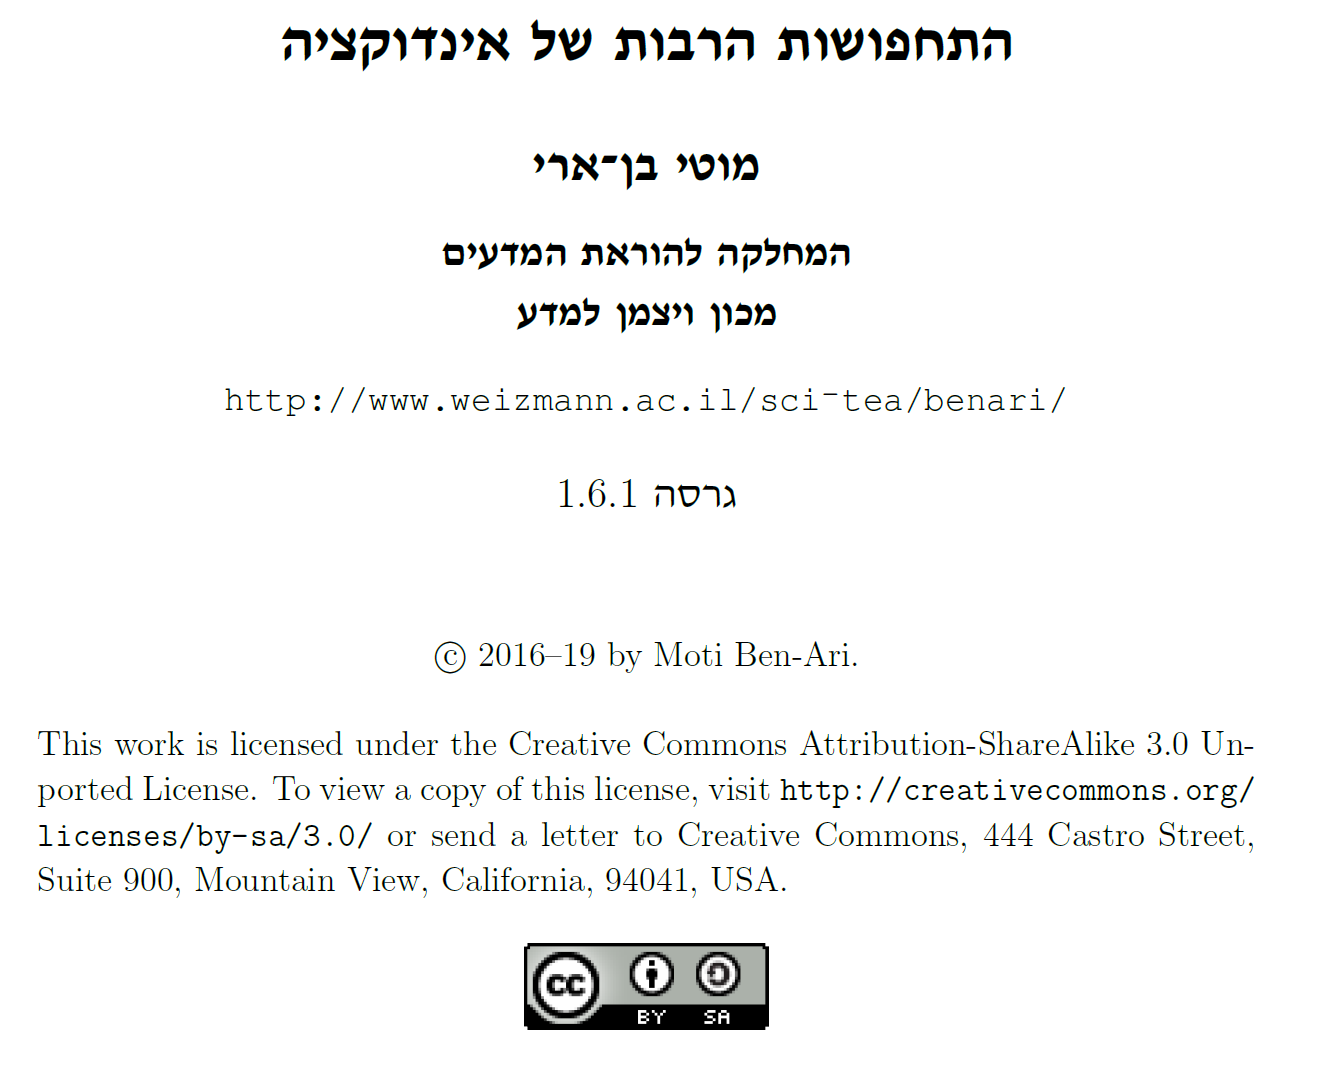 התחפושות הרבות של אינדוקציה
מוטי בן־ארי
המחלקה להוראת המדעים
מכון ויצמן למדע
http://www.weizmann.ac.il/sci-tea/benari/
גרסה 1.6.1
© 2016–19 by Moti Ben-Ari.
This work is licensed under the Creative Commons Attribution-ShareAlike 3.0 Un-
ported License. To view a copy of this license, visit http://creativecommons.org/
licenses/by-sa/3.0/ or send a letter to Creative Commons, 444 Castro Street,
Suite 900, Mountain View, California, 94041, USA.
cc
BY SA